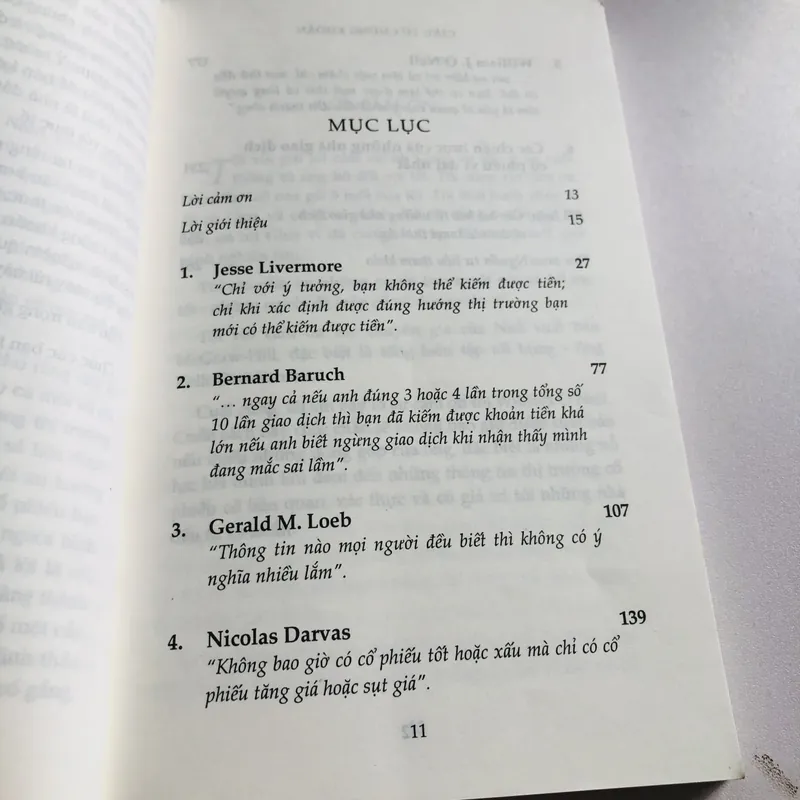 MỤC LỤC
Lời cảm ơn 13
Lời giới thiệu 15
1. Jesse Livermore 27
“Chỉ với ý tưởng, bạn không thể kiếm được tiền;
chỉ khi xác định được đúng hướng thị trường bạn
mới có thể kiếm được tiền”.
2. Bernard Baruch 77
“... ngay cả nếu anh đúng 3 hoặc 4 lần trong tổng số
10 lần giao dịch thì bạn đã kiếm được khoản tiền khá
lớn nếu anh biết ngừng giao dịch khi nhận thấy mình
đang mắc sai lầm”.
3. Gerald M. Loeb 107
“Thông tin nào mọi người đều biết thì không có ý
nghĩa nhiều lắm”.
4. Nicolas Darvas 139
“Không bao giờ có cổ phiếu tốt hoặc xấu mà chỉ có cổ
phiếu tăng giá hoặc sụt giá”.
11